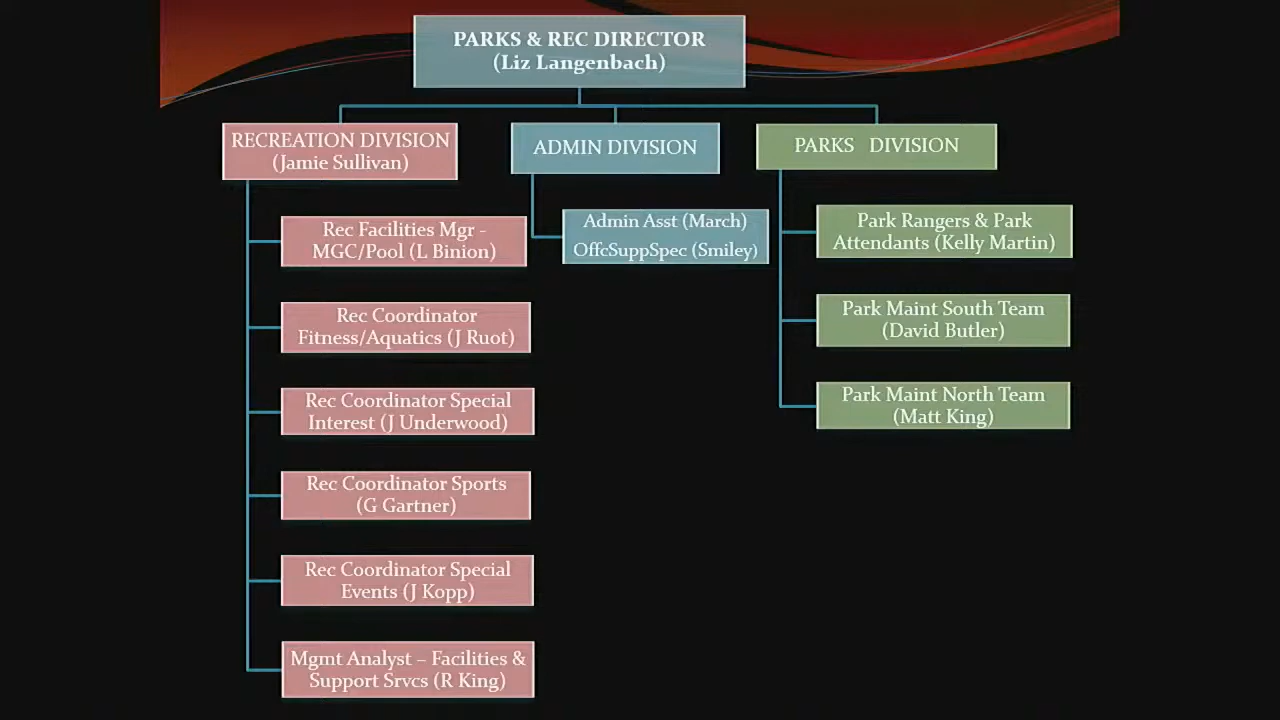 PARKS & REC DIRECTOR
(Liz Langenbach)
RECREATION DIVISION
(Jamie Sullivan)
Rec Facilities Mgr -
MGC/Pool (L Binion)
Rec Coordinator
Fitness/Aquatics (J Ruot)
Rec Coordinator Special
Interest (J Underwood)
Rec Coordinator Sports
(G Gartner)
Rec Coordinator Special
Events (J Kopp)
Mgmt Analyst – Facilities &
Support Srvcs (R King)
ADMIN DIVISION
Admin Asst (March)
OffcSuppSpec (Smiley)
PARKS DIVISION
Park Rangers & Park
Attendants (Kelly Martin)
Park Maint South Team
(David Butler)
Park Maint North Team
(Matt King)